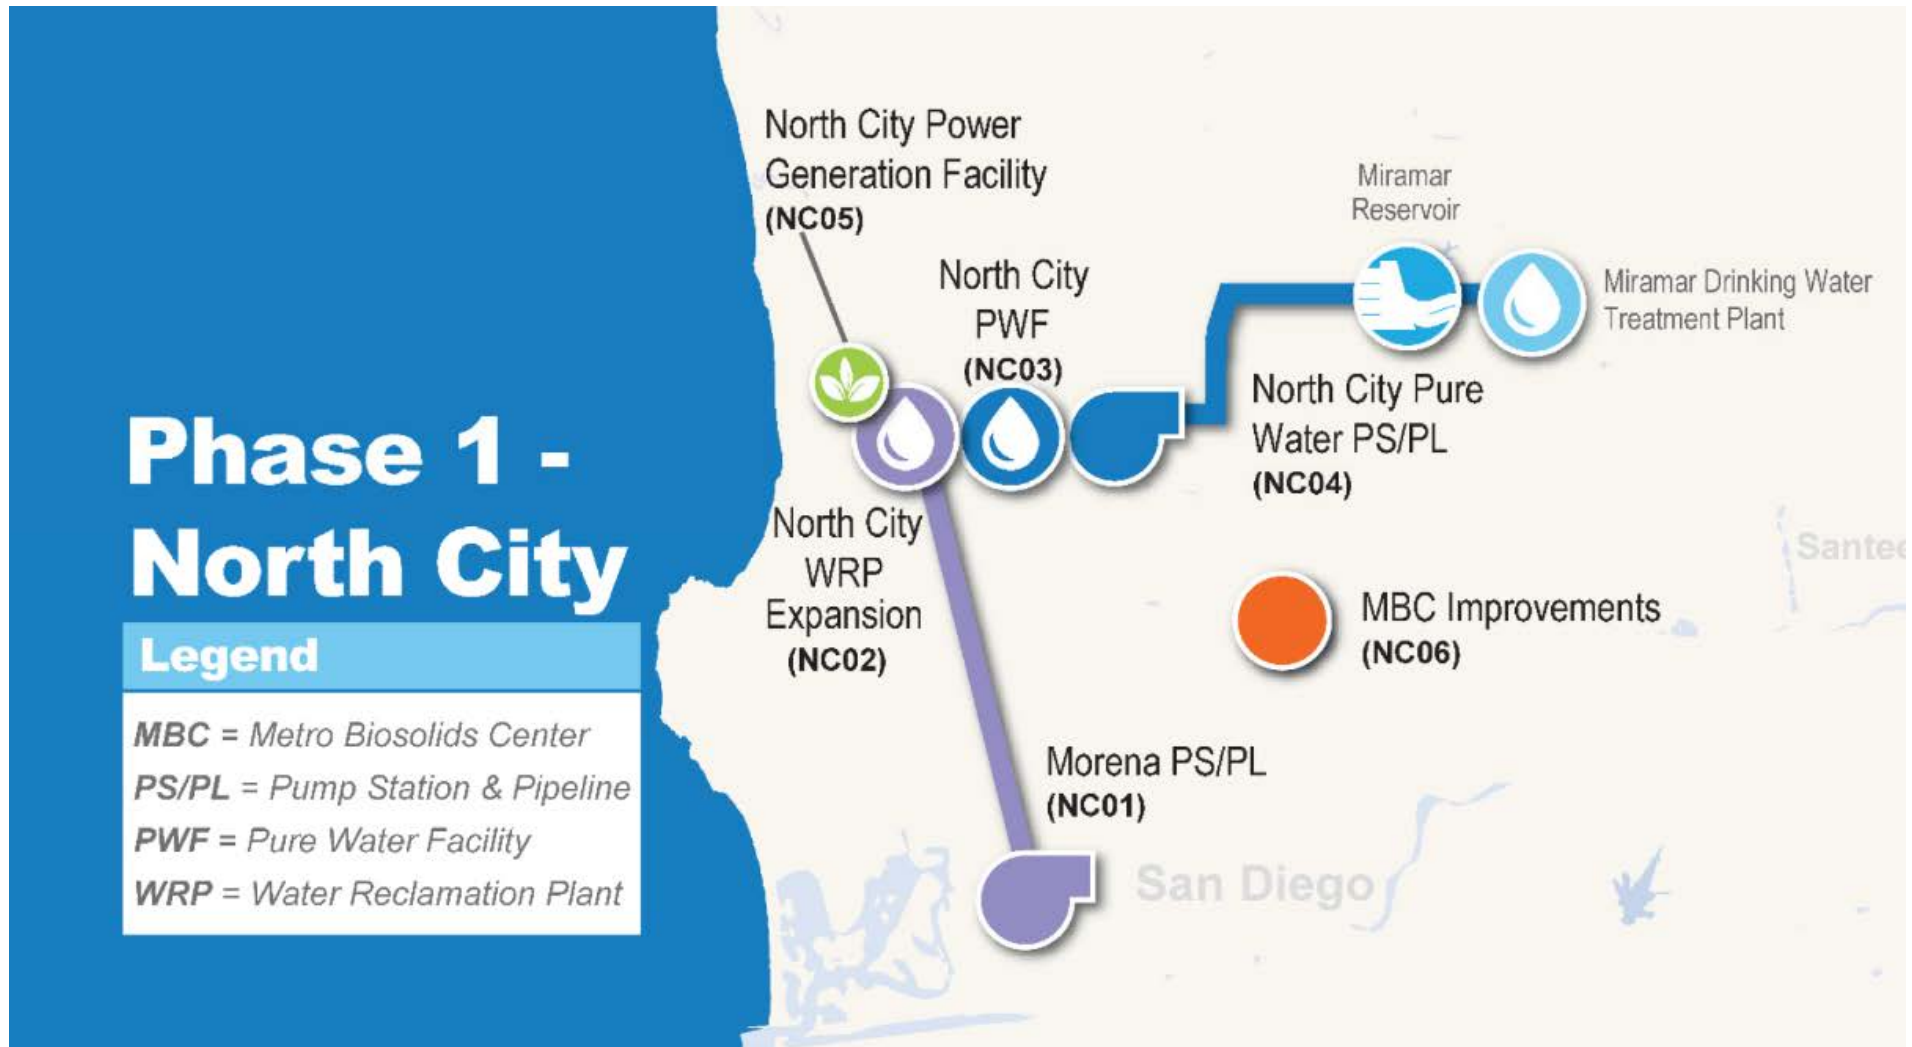 Phase 1 -
North City
Legend
MBC = Metro Biosolids Center
PS/PL = Pump Station & Pipeline
PWF = Pure Water Facility
WRP = Water Reclamation Plant
North City Power
Generation Facility
(NC05)
North City
PWF
(NC03)
Miramar
Reservoir
Miramar Drinking Water
Treatment Plant
North City Pure
Water PS/PL
(NC04)
North City
WRP
Expansion
(NC02)
MBC Improvements
(NC06)
Morena PS/PL
(NC01)
San Diego
Santee